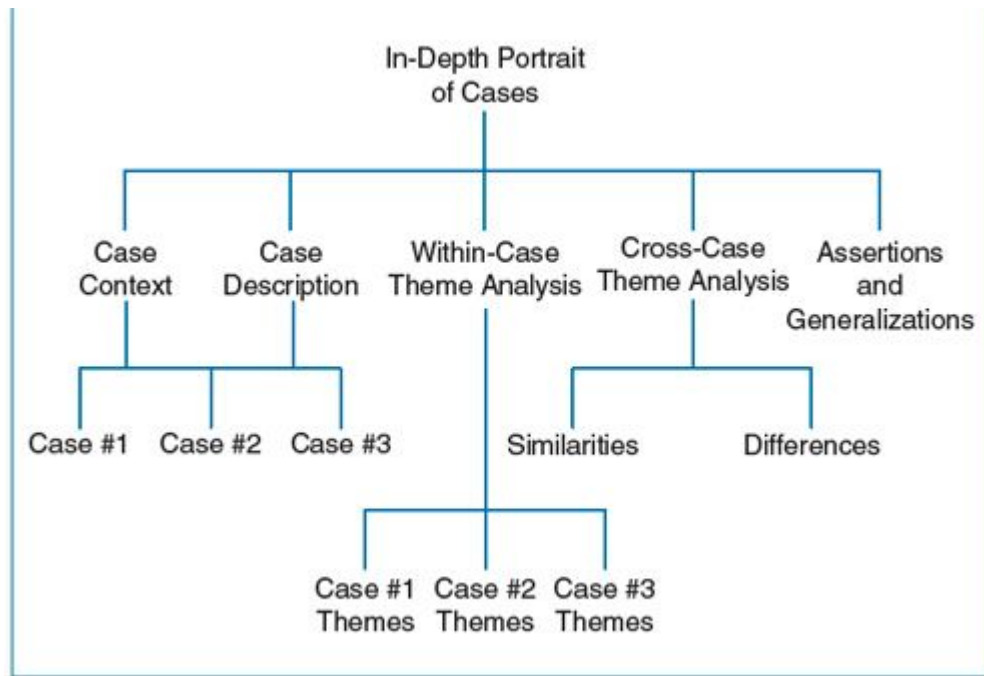 In-Depth Portrait
of Cases
Case
Context
Case
Description
Within-Case
Theme Analysis
Cross-Case
Theme Analysis
Assertions
and
Generalizations
Case #1
Case #2
Case #3
Similarities
Differences
Case #1
Themes
Case #2
Themes
Case #3
Themes